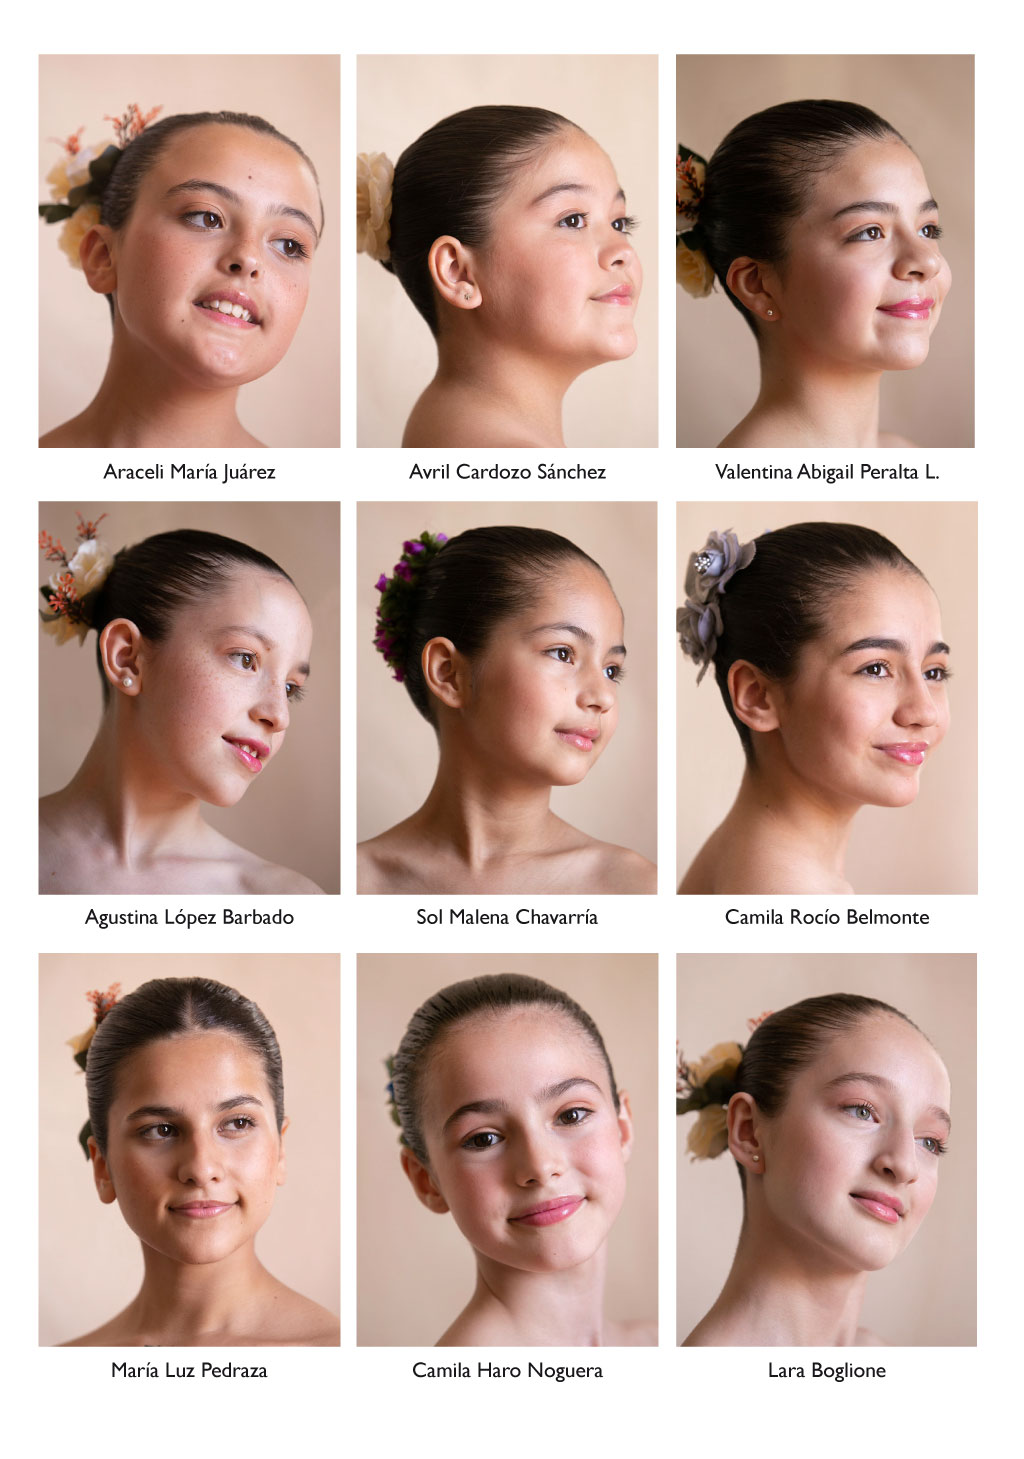 Araceli María Juárez
Avril Cardozo Sánchez
Valentina Abigail Peralta L.
Agustina López Barbado
Sol Malena Chavarría
Camila Rocío Belmonte
María Luz Pedraza
Camila Haro Noguera
Lara Boglione